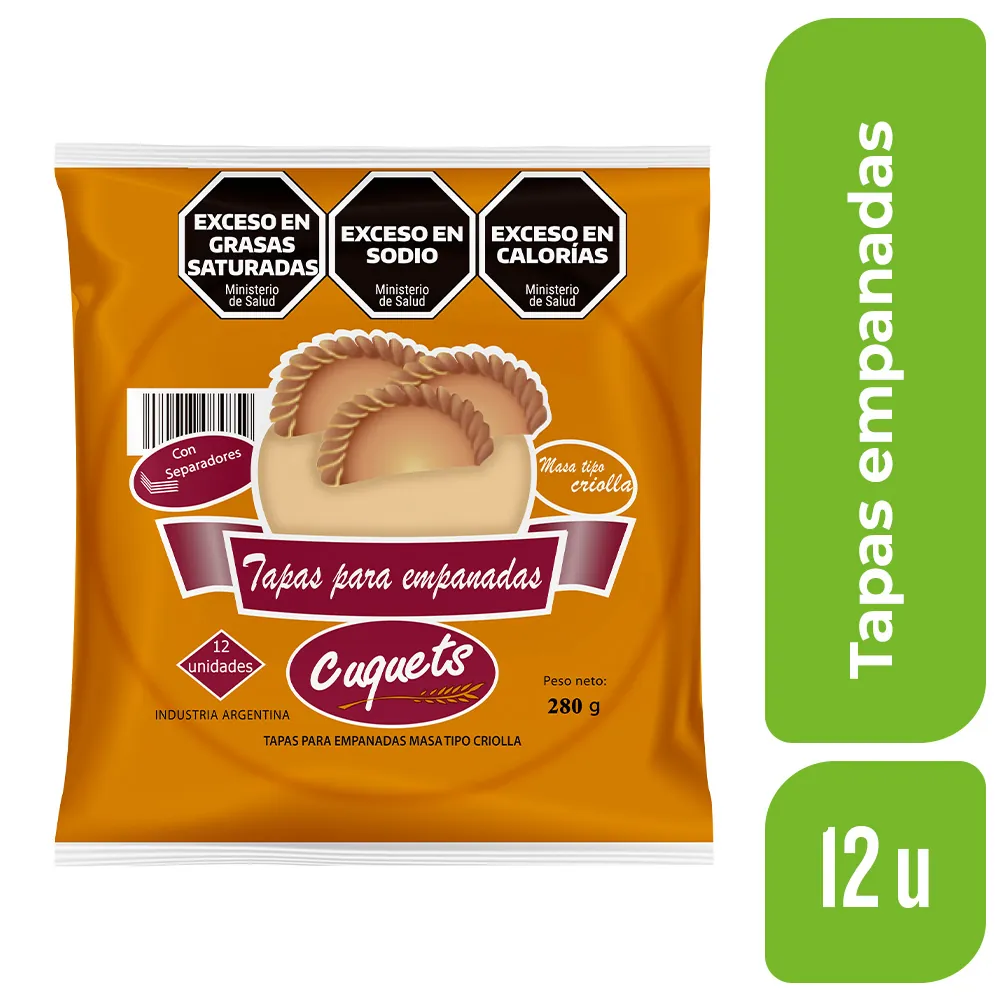 EXCESO EN
GRASAS
SATURADAS
Ministerio
de Salud
EXCESO EN
SODIO
Ministerio
de Salud
EXCESO EN
CALORÍAS
Ministerio
de Salud
Con
Separadores
Masa tipo
criolla
Tapas para empanadas
12
unidades
Cuquets
Peso neto:
280 g
INDUSTRIA ARGENTINA
TAPAS PARA EMPANADAS MASA TIPO CRIOLLA
Tapas empanadas
12 u